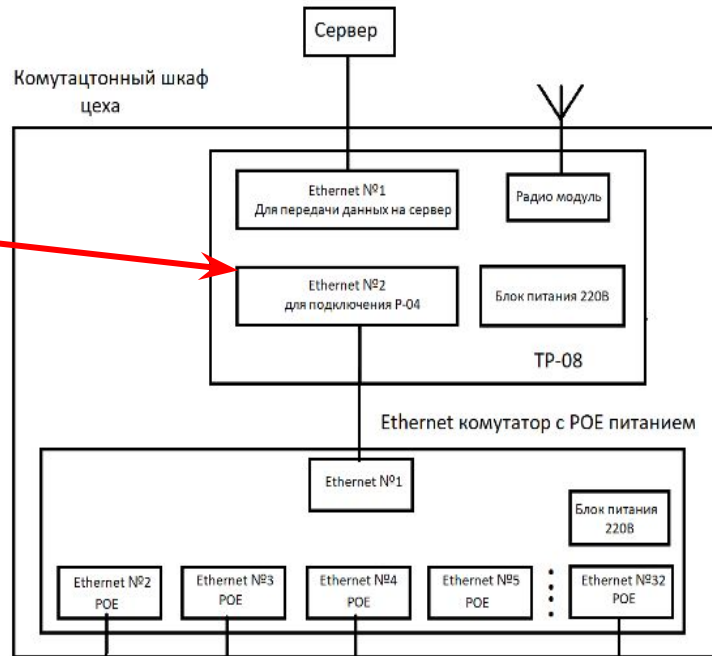 Сервер
Комутацтонный шкаф
цеха
Ethernet №1
Для передачи данных на сервер
Радио модуль
Ethernet №2
для подключения Р-04
Блок питания 220В
ТР-08
Ethernet комутатор с POE питанием
Ethernet №1
Блок питания
220В
Ethernet №2
POE
Ethernet №3
POE
Ethernet №4
POE
Ethernet №5
POE
Ethernet №32
POE